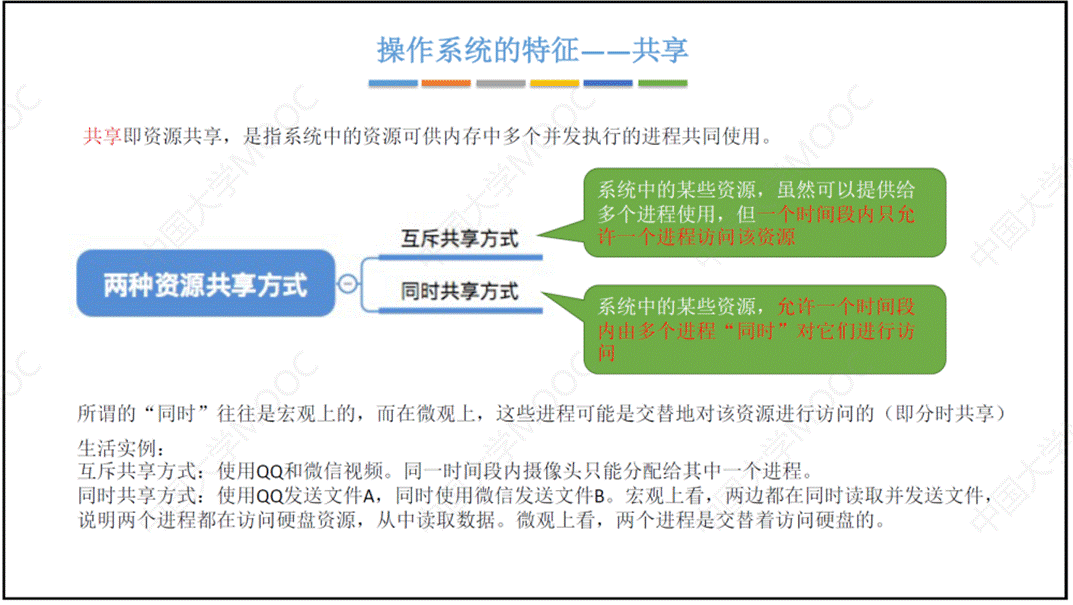 操作系统的特征——共享
共享即资源共享，是指系统中的资源可供内存中多个并发执行的进程共同使用。
系统中的某些资源，虽然可以提供给
多个进程使用，但一个时间段内只允
许一个进程访问该资源
互斥共享方式
两种资源共享方式
同时共享方式
系统中的某些资源，允许一个时间段
内由多个进程“同时”对它们进行访
问
所谓的“同时”往往是宏观上的，而在微观上，这些进程可能是交替地对该资源进行访问的（即分时共享）
生活实例：
互斥共享方式：使用QQ和微信视频。同一时间段内摄像头只能分配给其中一个进程。
同时共享方式：使用QQ发送文件A，同时使用微信发送文件B。宏观上看，两边都在同时读取并发送文件，
说明两个进程都在访问硬盘资源，从中读取数据。微观上看，两个进程是交替着访问硬盘的。
中国大学MOOC